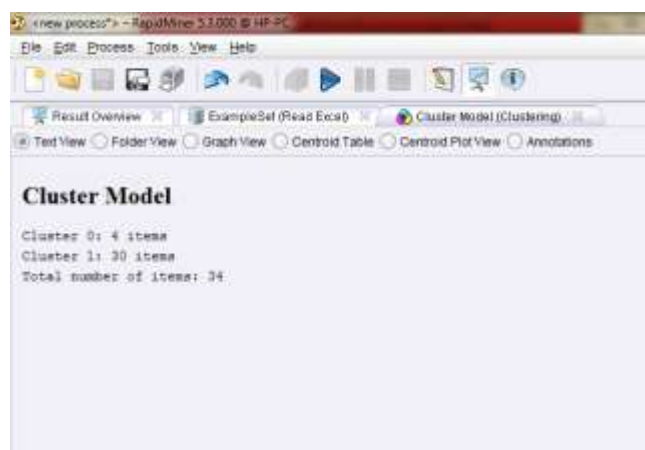 <new process*> – RapidMiner 5.3.000 @ HP-PC
File Edit Process Tools View Help
Result Overview ExampleSet (Read Excel) Cluster Model (Clustering)
Text View Folder View Graph View Centroid Table Centroid Plot View Annotations
Cluster Model
Cluster 0: 4 items
Cluster 1: 30 items
Total number of items: 34